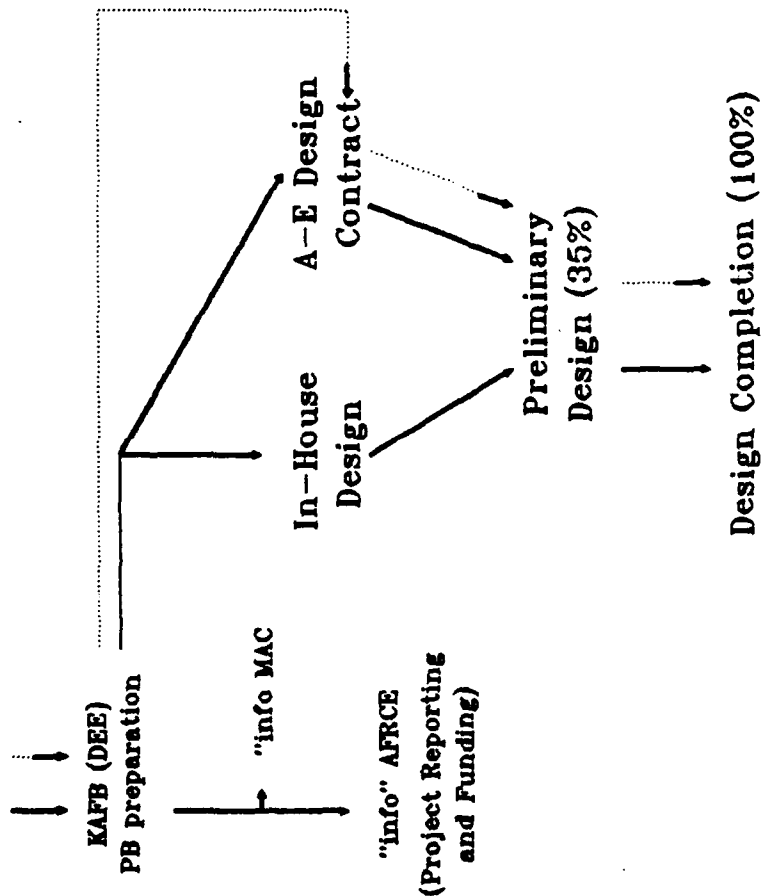 KAFB (DEE)
PB preparation
"info MAC
"info" AFRCE
(Project Reporting
and Funding)
In-House
Design
A-E Design
Contract
Preliminary
Design (35%)
Design Completion (100%)